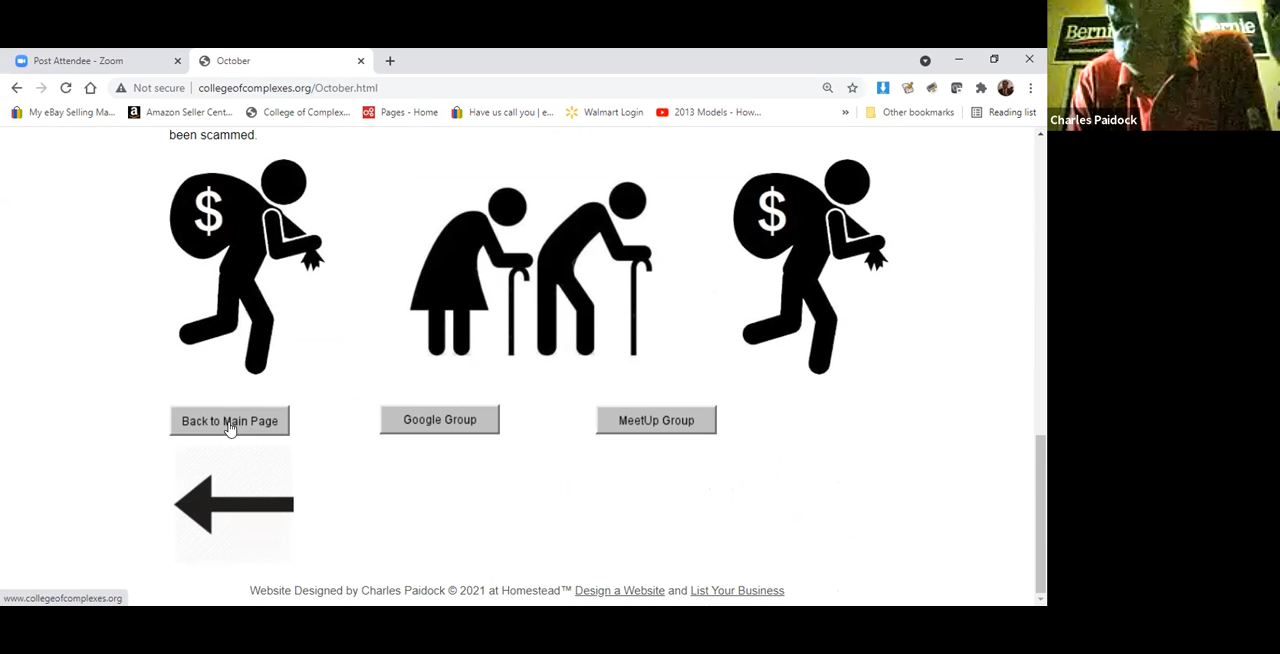 Post Attendee - Zoom
October
Not secure | collegeofcomplexes.org/October.html
My eBay Selling Ma...
Amazon Seller Cent...
College of Complex...
Pages - Home
Have us call you | e...
Walmart Login
2013 Models - How...
»
Other bookmarks
Reading list
been scammed.
$
$
Back to Main Page
Google Group
MeetUp Group
Website Designed by Charles Paidock © 2021 at Homestead™ Design a Website and List Your Business
www.collegeofcomplexes.org
Bernie
Charles Paidock